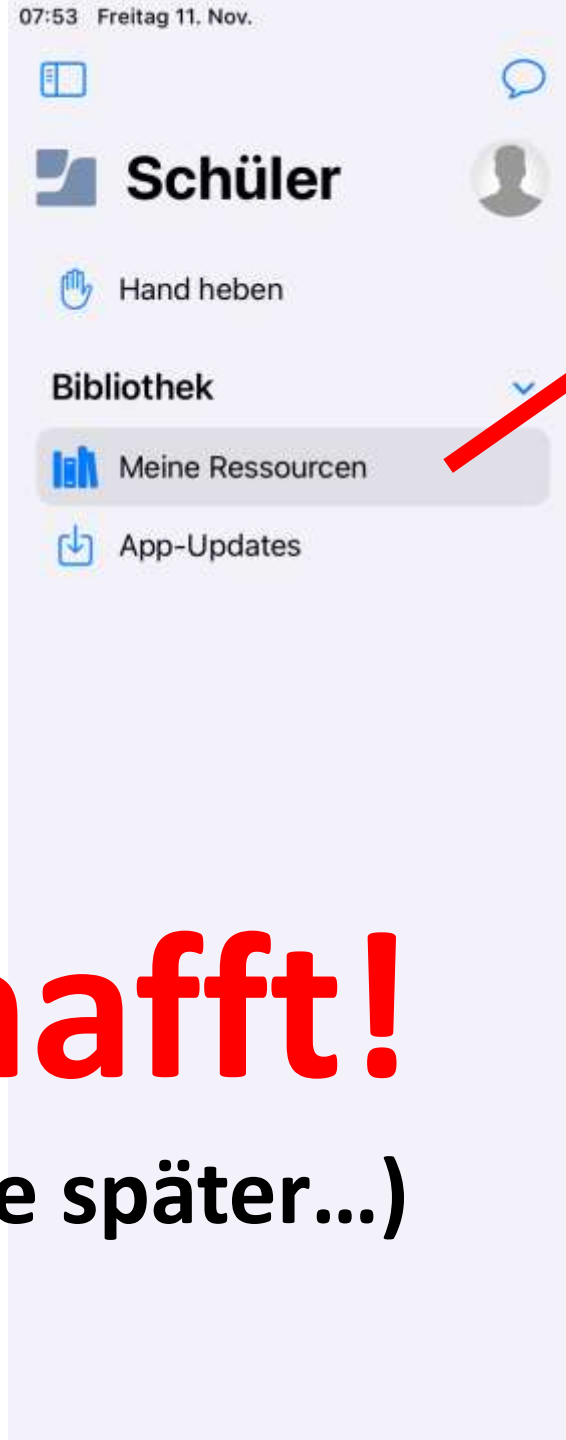 07:53 Freitag 11. Nov.
Schüler
Hand heben
Bibliothek
Meine Ressourcen
App-Updates
afft!
e später...)